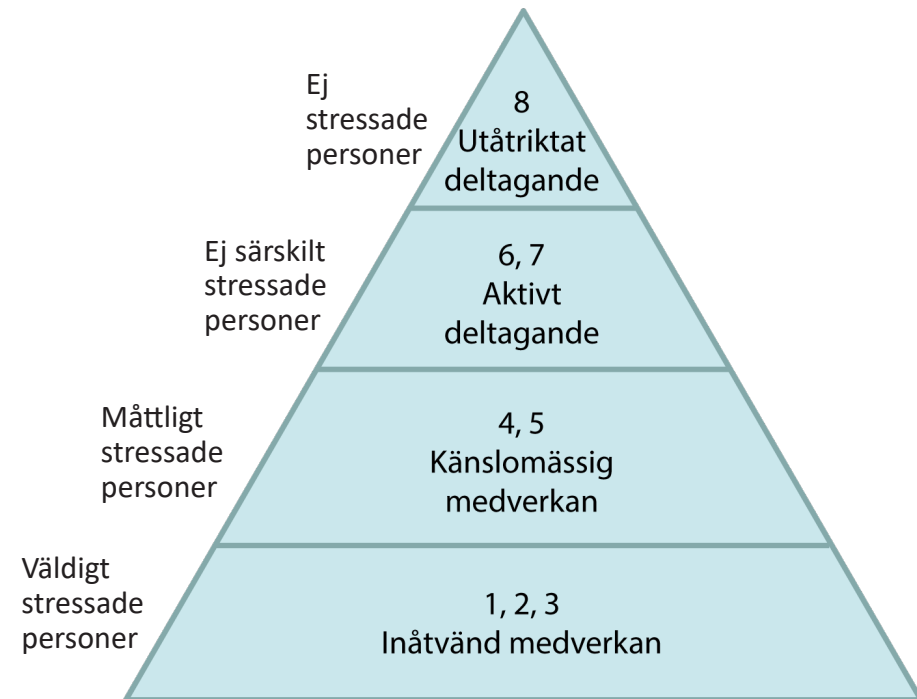 Ej
stressade
personer
8
Utåtriktat
deltagande
Ej särskilt
stressade
personer
6, 7
Aktivt
deltagande
Måttligt
stressade
personer
4, 5
Känslomässig
medverkan
Väldigt
stressade
personer
1, 2, 3
Inåtvänd medverkan